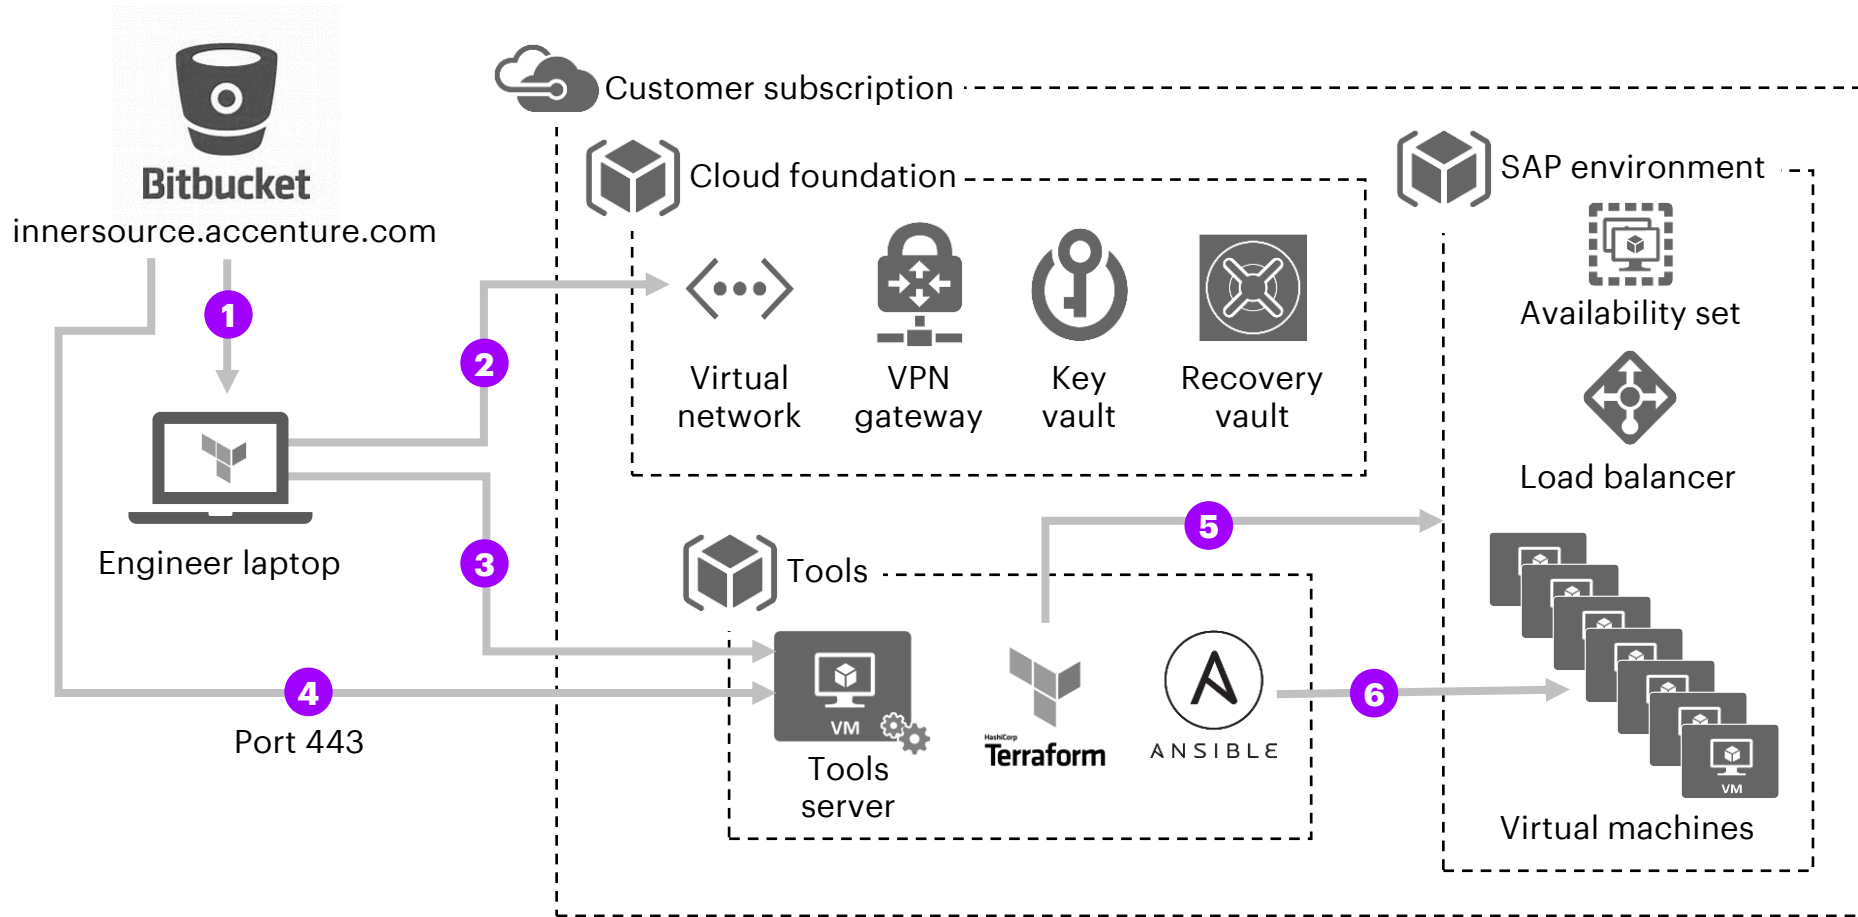 Bitbucket
innersource.accenture.com
1
2
3
4
Port 443
Engineer laptop
Customer subscription
Cloud foundation
Virtual
network
VPN
gateway
Key
vault
Recovery
vault
Tools
VM
Tools
server
HashiCorp
Terraform
ANSIBLE
5
6
SAP environment
Availability set
Load balancer
VM
Virtual machines